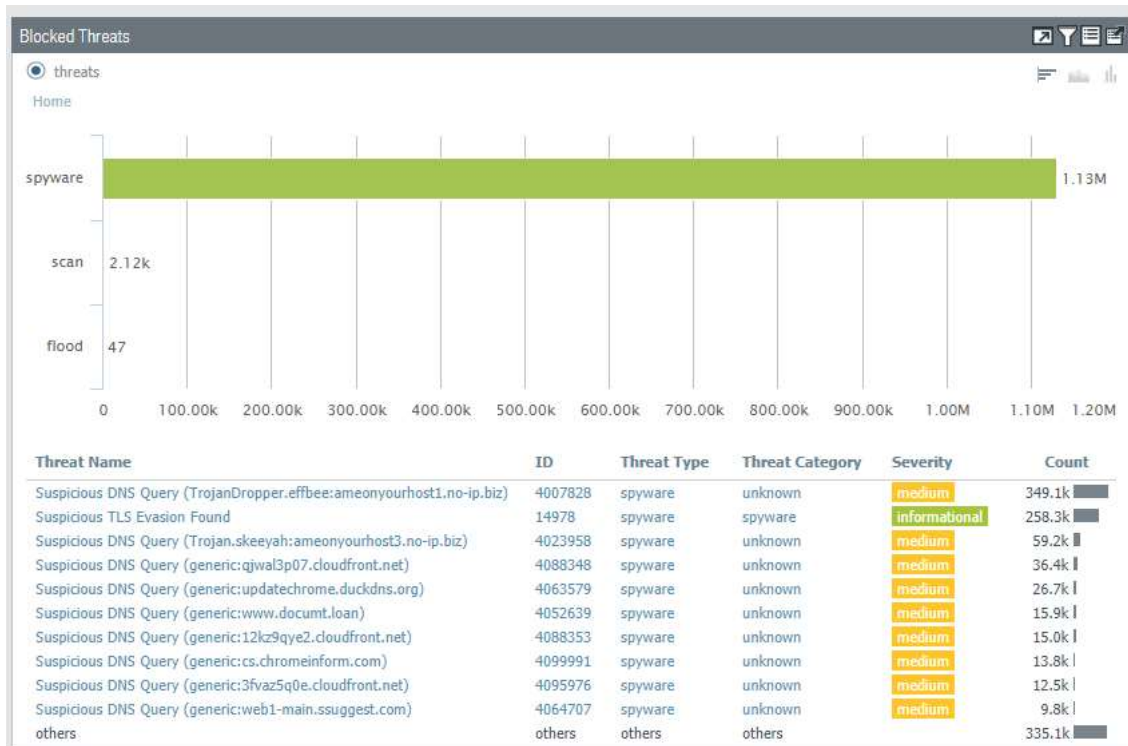 Blocked Threats
threats
Home
spyware 1.13M
scan 2.12k
flood 47
0 100.00k 200.00k 300.00k 400.00k 500.00k 600.00k 700.00k 800.00k 900.00k 1.00M 1.10M 1.20M
Threat Name ID Threat Type Threat Category Severity Count
Suspicious DNS Query (TrojanDropper.effbee:ameonyourhost1.no-ip.biz) 4007828 spyware unknown medium 349.1k
Suspicious TLS Evasion Found 14978 spyware spyware informational 258.3k
Suspicious DNS Query (Trojan.skeeyah:ameonyourhost3.no-ip.biz) 4023958 spyware unknown medium 59.2k
Suspicious DNS Query (generic:qjwal3p07.cloudfront.net) 4088348 spyware unknown medium 36.4k
Suspicious DNS Query (generic:updatechrome.duckdns.org) 4063579 spyware unknown medium 26.7k
Suspicious DNS Query (generic:www.documt.loan) 4052639 spyware unknown medium 15.9k
Suspicious DNS Query (generic:12kz9qye2.cloudfront.net) 4088353 spyware unknown medium 15.0k
Suspicious DNS Query (generic:cs.chromeinform.com) 4099991 spyware unknown medium 13.8k
Suspicious DNS Query (generic:3fvaz5q0e.cloudfront.net) 4095976 spyware unknown medium 12.5k
Suspicious DNS Query (generic:web1-main.ssuggest.com) 4064707 spyware unknown medium 9.8k
others others others others 335.1k